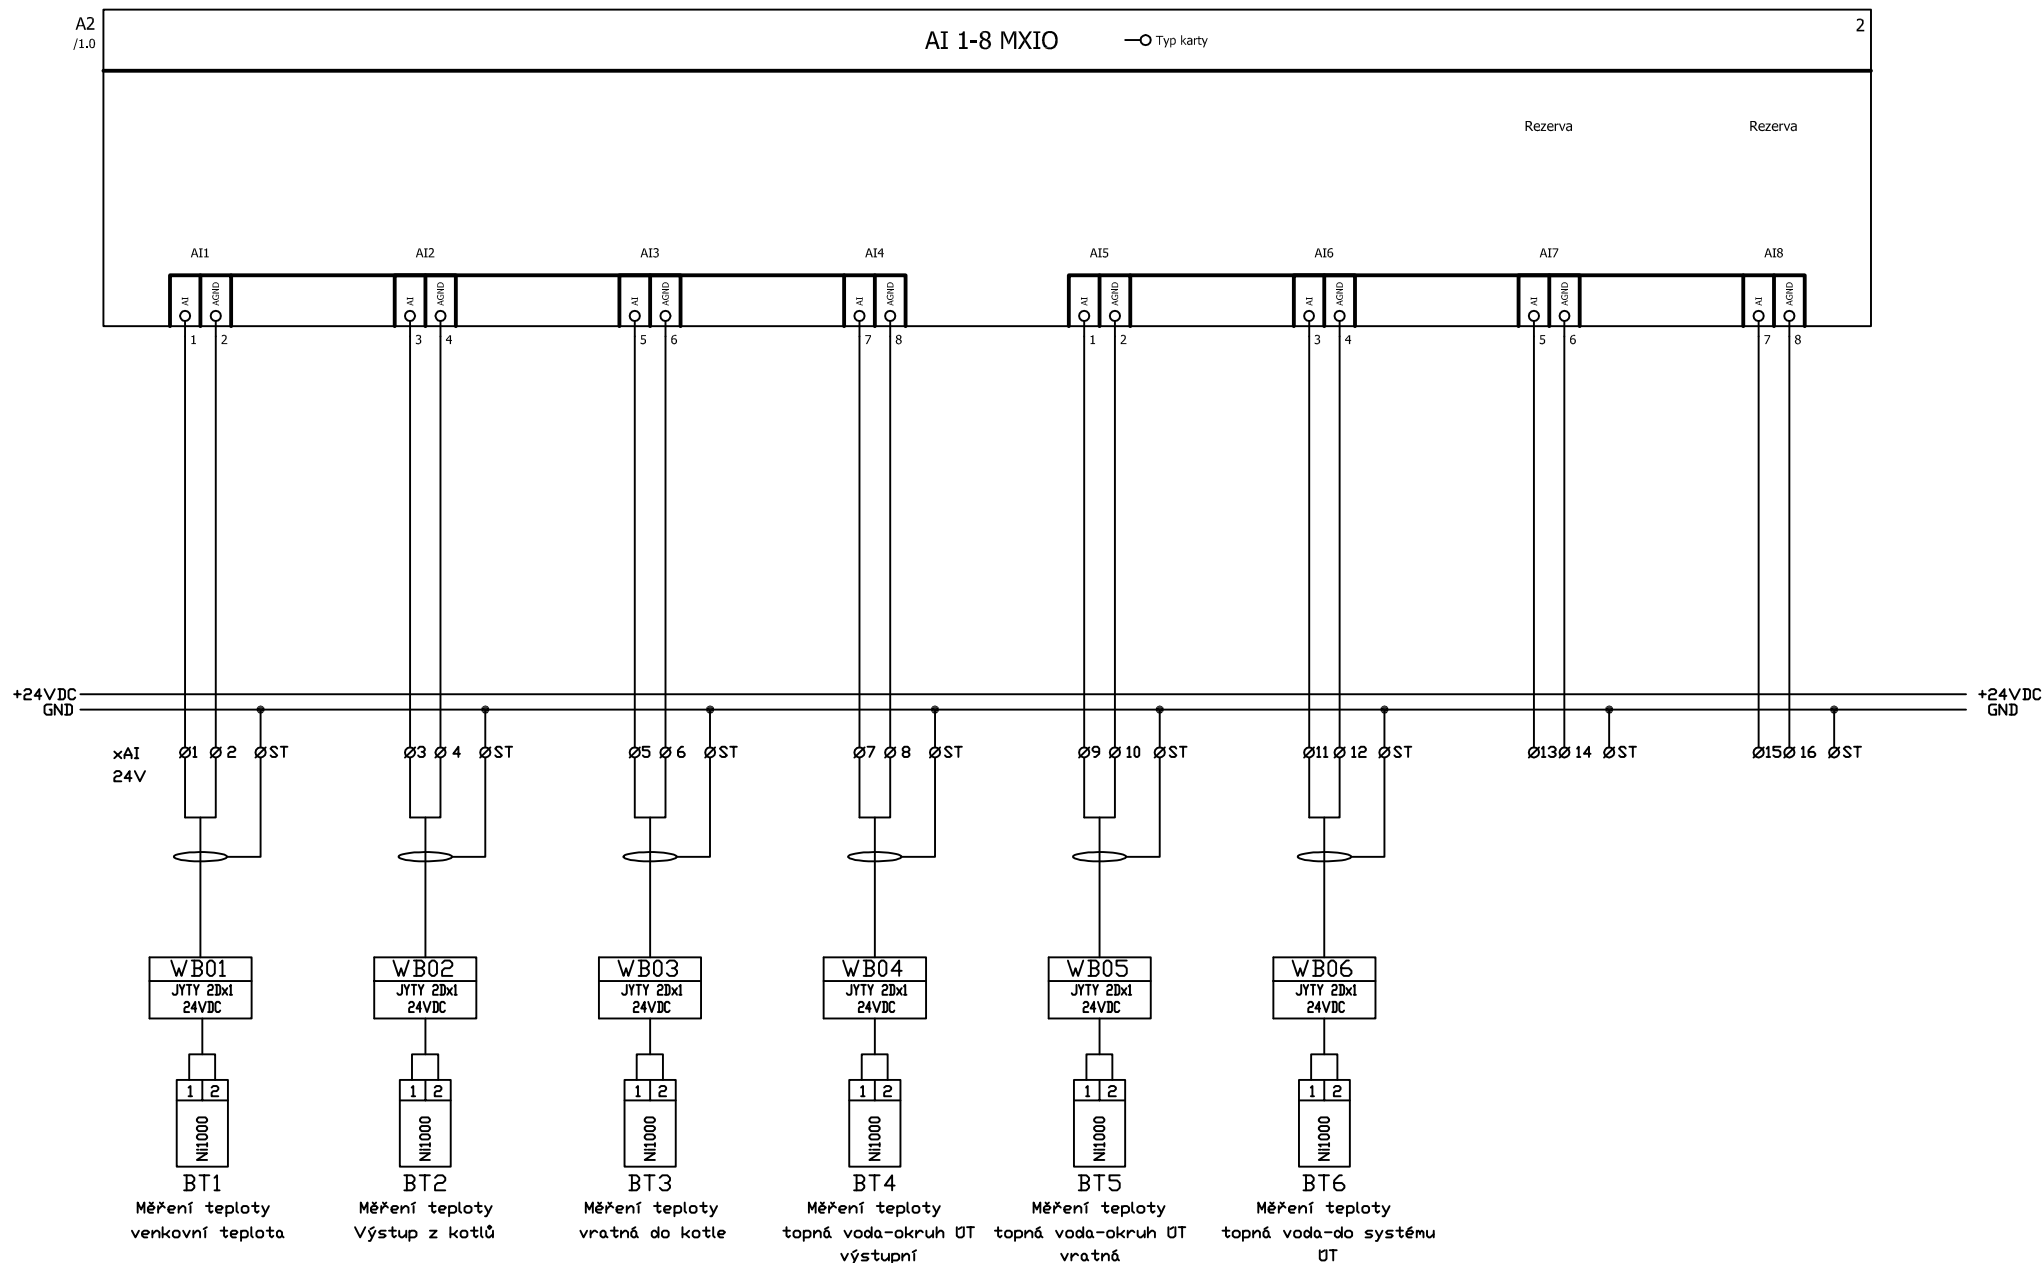 A2
/1.0
AI 1-8 MXIO
Typ karty
2
Rezerva
Rezerva
AI1
AI2
AI3
AI4
AI5
AI6
AI7
AI8
AI AGND
AI AGND
AI AGND
AI AGND
AI AGND
AI AGND
AI AGND
AI AGND
1 2 3 4 5 6 7 8 1 2 3 4 5 6 7 8
+24VDC
GND
+24VDC
GND
xAI
24V
1 2 ST 3 4 ST 5 6 ST 7 8 ST 9 10 ST 11 12 ST 13 14 ST 15 16 ST
WB01
JYTY 2Dx1
24VDC
WB02
JYTY 2Dx1
24VDC
WB03
JYTY 2Dx1
24VDC
WB04
JYTY 2Dx1
24VDC
WB05
JYTY 2Dx1
24VDC
WB06
JYTY 2Dx1
24VDC
1 2
Ni1000
BT1
Měření teploty
venkovní teplota
1 2
Ni1000
BT2
Měření teploty
Výstup z kotlů
1 2
Ni1000
BT3
Měření teploty
vratná do kotle
1 2
Ni1000
BT4
Měření teploty
topná voda-okruh ÚT
výstupní
1 2
Ni1000
BT5
Měření teploty
topná voda-okruh ÚT
vratná
1 2
Ni1000
BT6
Měření teploty
topná voda-do systému
ÚT